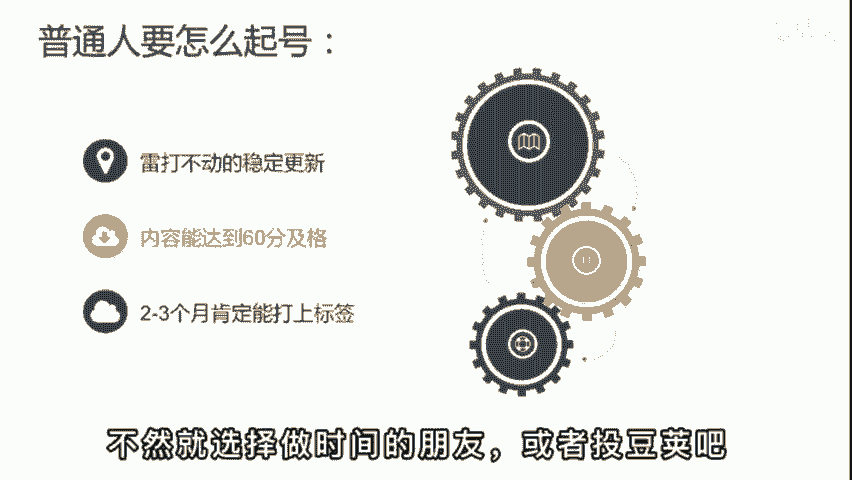 普通人要怎么起号：
雷打不动的稳定更新
内容能达到60分及格
2-3个月肯定能打上标签
不然就选择做时间的朋友，或者投豆荚吧